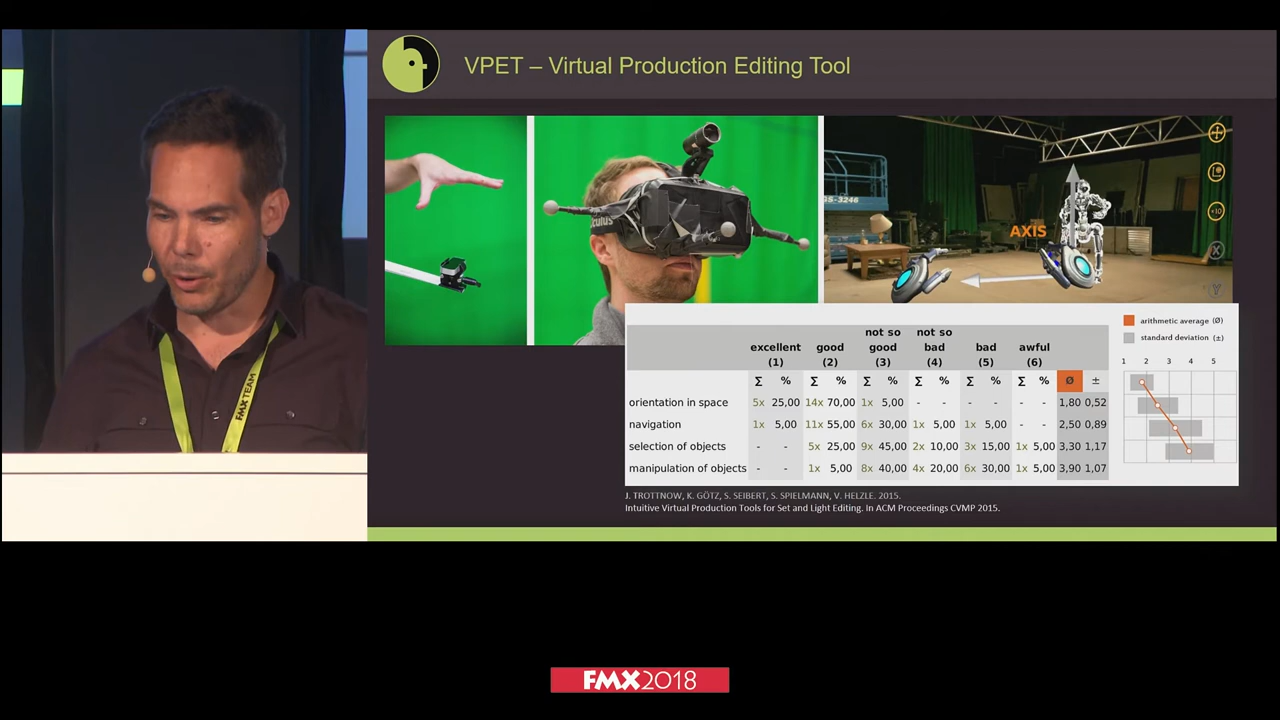 VPET – Virtual Production Editing Tool
GS-3246
AXIS
culus
arithmetic average (Ø)
standard deviation (±)
1 2 3 4 5
excellent (1) good (2) not so good (3) not so bad (4) bad (5) awful (6)
Σ % Σ % Σ % Σ % Σ % Σ % Ø ±
orientation in space 5x 25,00 14x 70,00 1x 5,00 - - - - - - 1,80 0,52
navigation 1x 5,00 11x 55,00 6x 30,00 1x 5,00 1x 5,00 - - 2,50 0,89
selection of objects - - 5x 25,00 9x 45,00 2x 10,00 3x 15,00 1x 5,00 3,30 1,17
manipulation of objects - - 1x 5,00 8x 40,00 4x 20,00 6x 30,00 1x 5,00 3,90 1,07
J. TROTTNOW, K. GÖTZ, S. SEIBERT, S. SPIELMANN, V. HELZLE. 2015.
Intuitive Virtual Production Tools for Set and Light Editing. In ACM Proceedings CVMP 2015.
FMX TEAM
FMX2018